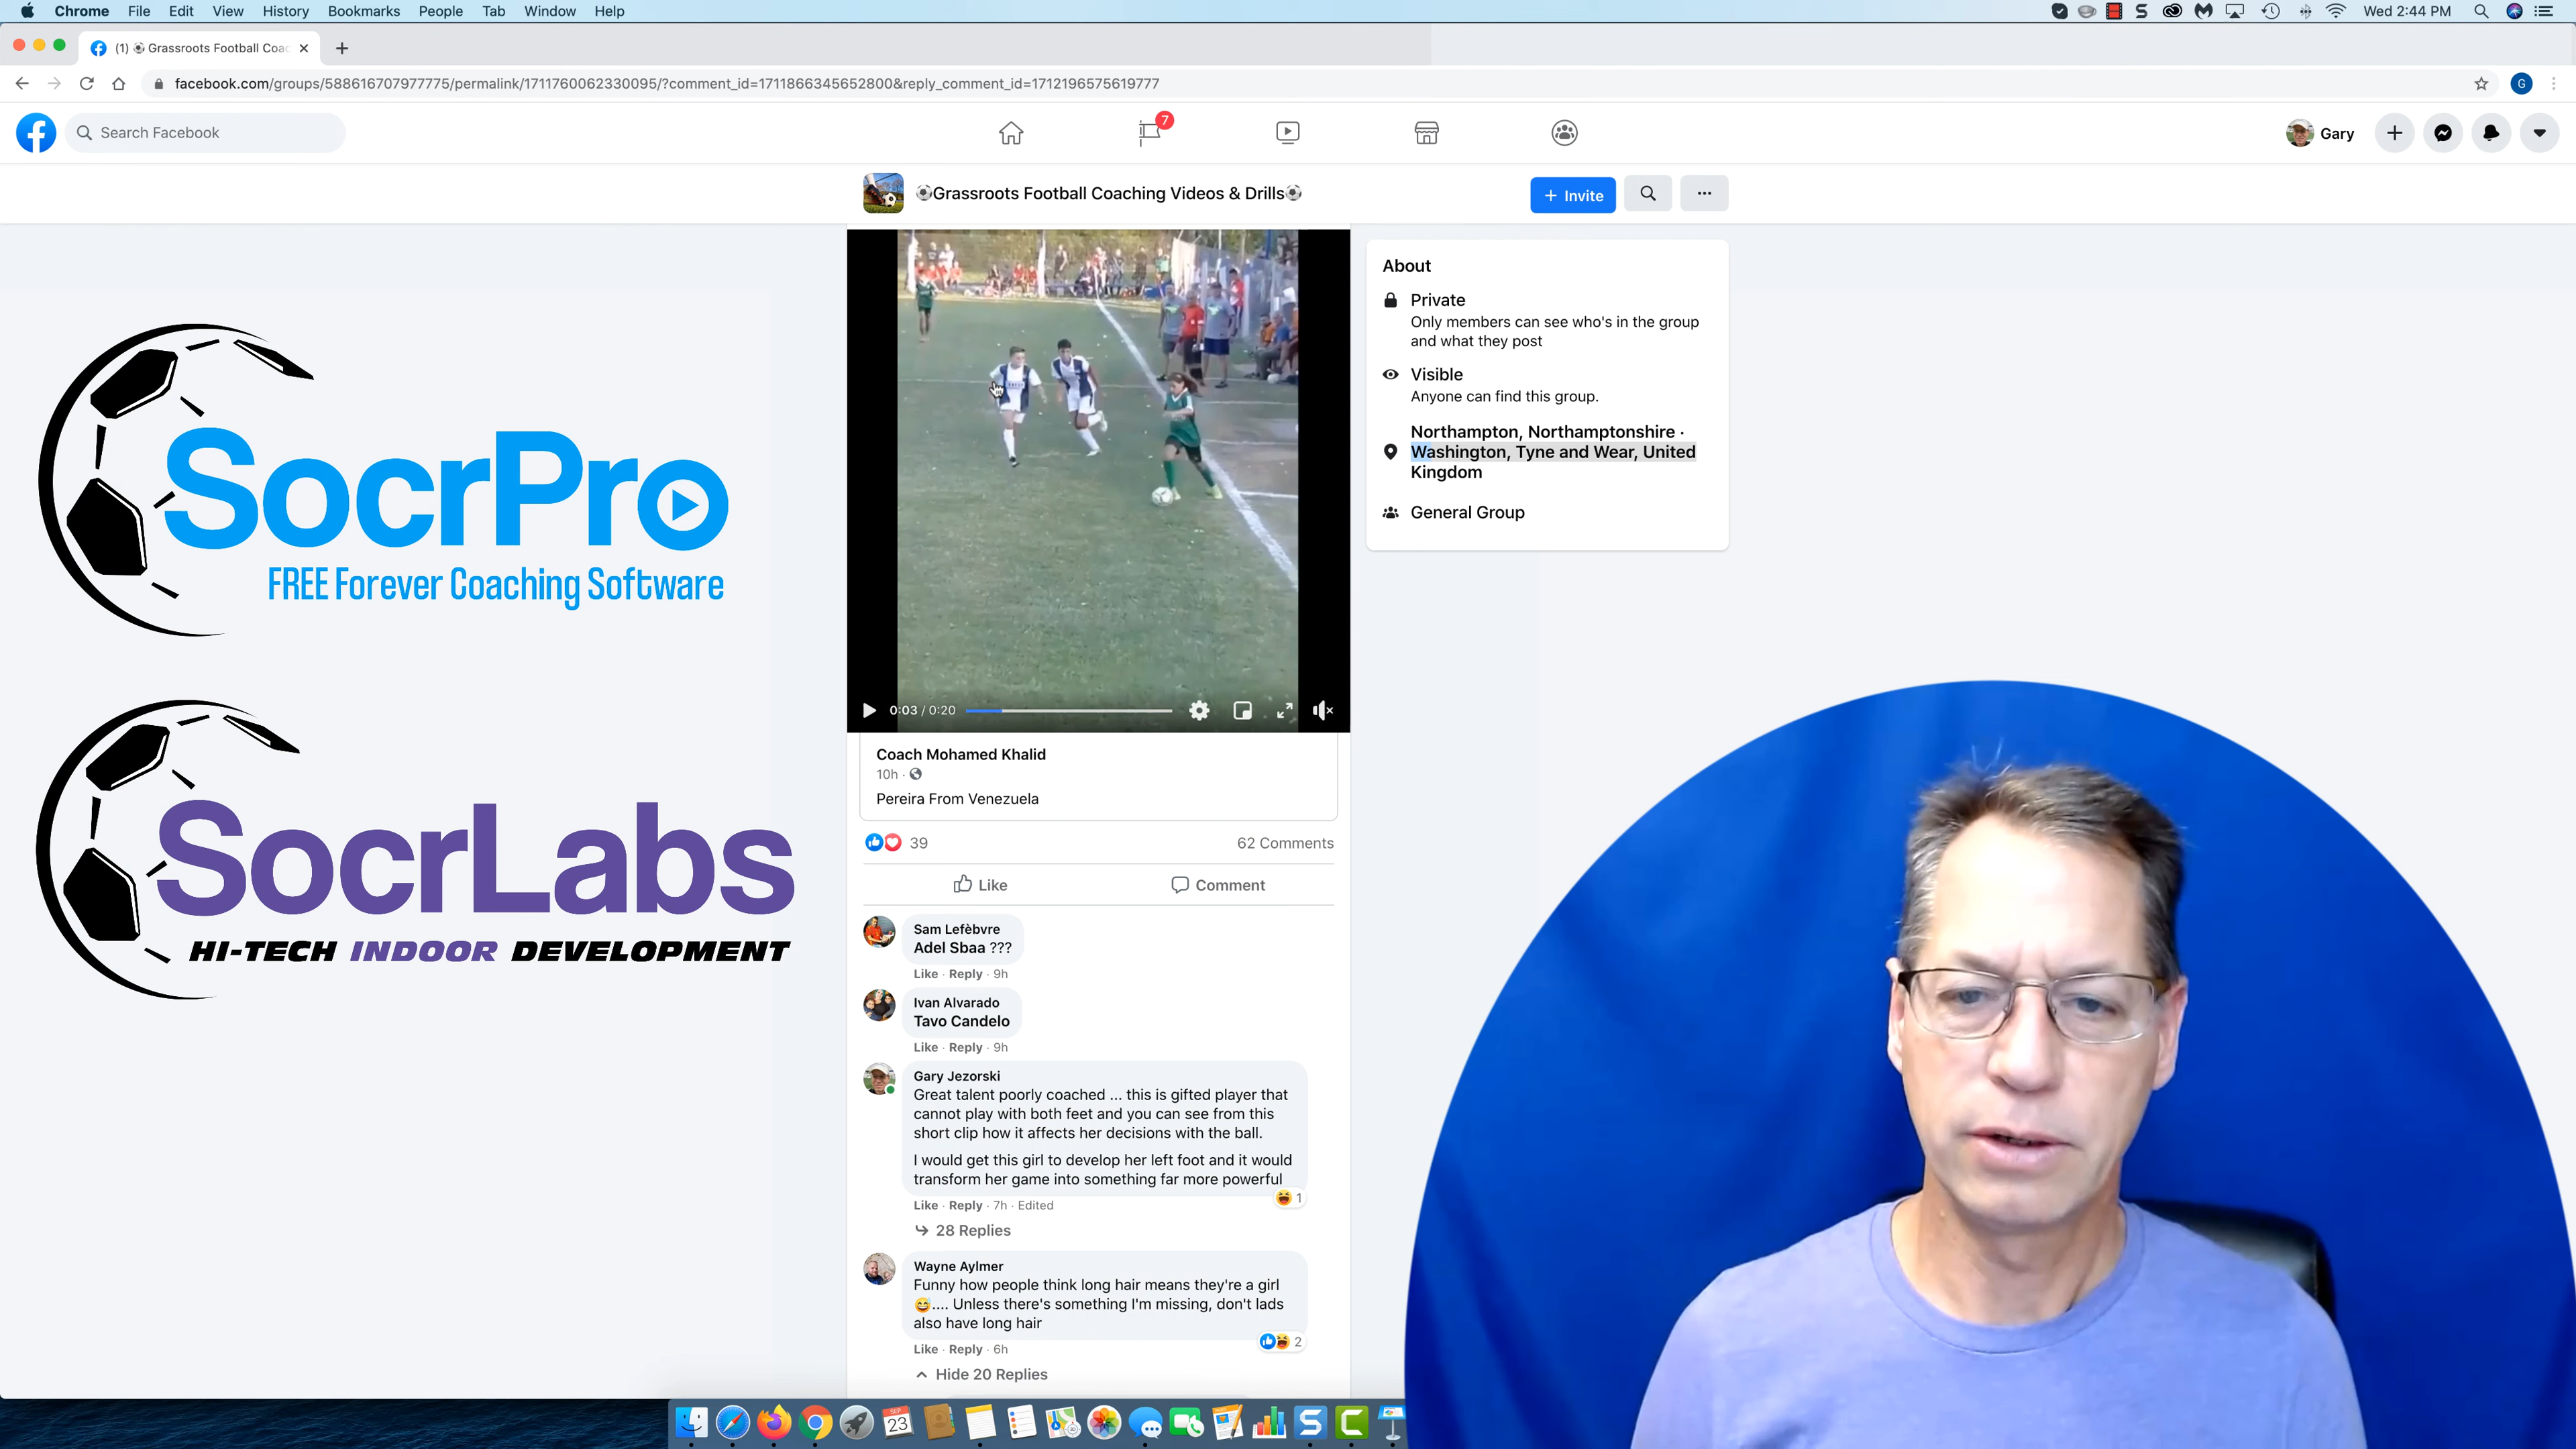 Chrome File Edit View History Bookmarks People Tab Window Help
Wed 2:44 PM
(1) Grassroots Football Coac
facebook.com/groups/588616707977775/permalink/1711760062330095/?comment_id=1711866345652800&reply_comment_id=1712196575619777
G
Search Facebook
7
Gary
Grassroots Football Coaching Videos & Drills
+ Invite
SocrPro
FREE Forever Coaching Software
SocrLabs
HI-TECH INDOOR DEVELOPMENT
0:03 / 0:20
Coach Mohamed Khalid
10h ·
Pereira From Venezuela
39
62 Comments
Like
Comment
Sam Lefèbvre
Adel Sbaa ???
Like · Reply · 9h
Ivan Alvarado
Tavo Candelo
Like · Reply · 9h
Gary Jezorski
Great talent poorly coached ... this is gifted player that
cannot play with both feet and you can see from this
short clip how it affects her decisions with the ball.
I would get this girl to develop her left foot and it would
transform her game into something far more powerful
1
Like · Reply · 7h · Edited
28 Replies
Wayne Aylmer
Funny how people think long hair means they're a girl
😅.... Unless there's something I'm missing, don't lads
also have long hair
2
Like · Reply · 6h
Hide 20 Replies
About
Private
Only members can see who's in the group
and what they post
Visible
Anyone can find this group.
Northampton, Northamptonshire ·
Washington, Tyne and Wear, United
Kingdom
General Group
SEP
23